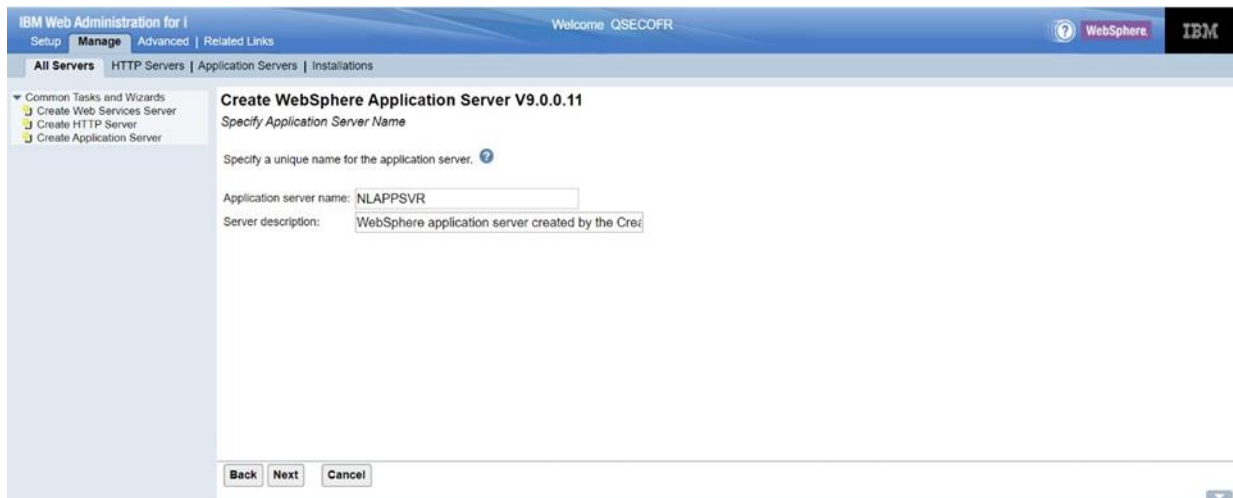 IBM Web Administration for i
Welcome QSECOFR
WebSphere.
IBM
Setup Manage Advanced | Related Links
All Servers HTTP Servers | Application Servers | Installations
Common Tasks and Wizards
Create Web Services Server
Create HTTP Server
Create Application Server
Create WebSphere Application Server V9.0.0.11
Specify Application Server Name
Specify a unique name for the application server. ?
Application server name: NLAPPSVR
Server description: WebSphere application server created by the Crea
Back Next Cancel